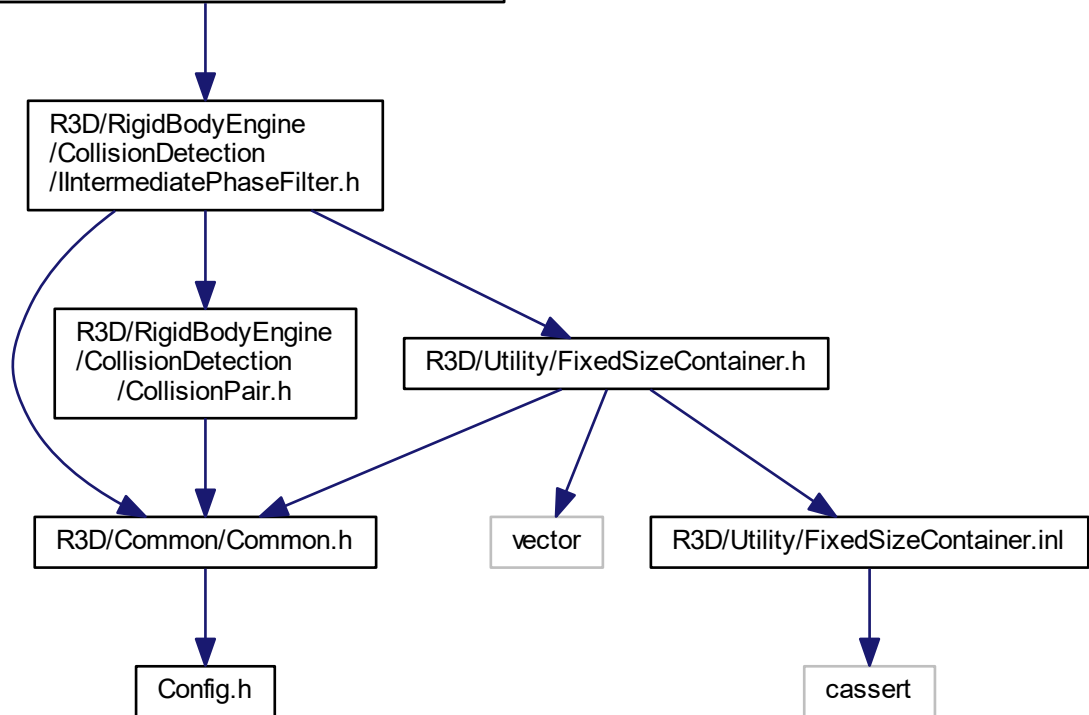 R3D/RigidBodyEngine
/CollisionDetection
/IIntermediatePhaseFilter.h
R3D/RigidBodyEngine
/CollisionDetection
/CollisionPair.h
R3D/Utility/FixedSizeContainer.h
R3D/Common/Common.h
vector
R3D/Utility/FixedSizeContainer.inl
Config.h
cassert